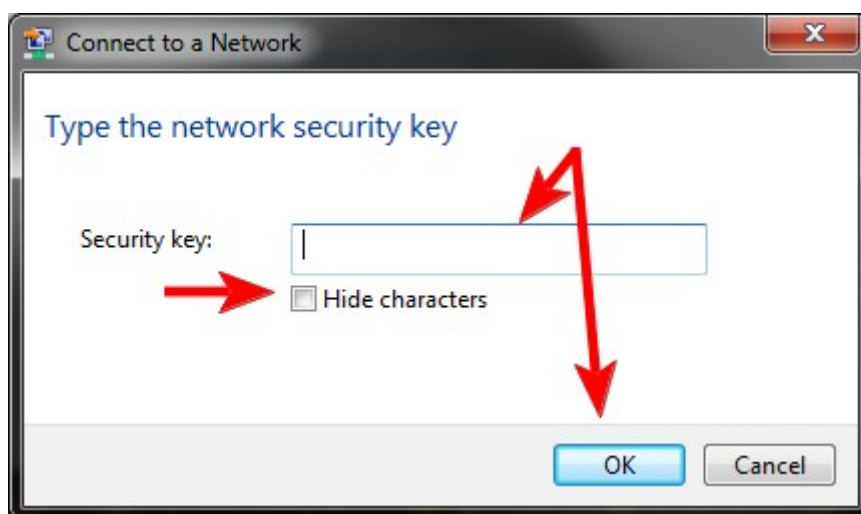 Connect to a Network
Type the network security key
Security key:
Hide characters
OK Cancel